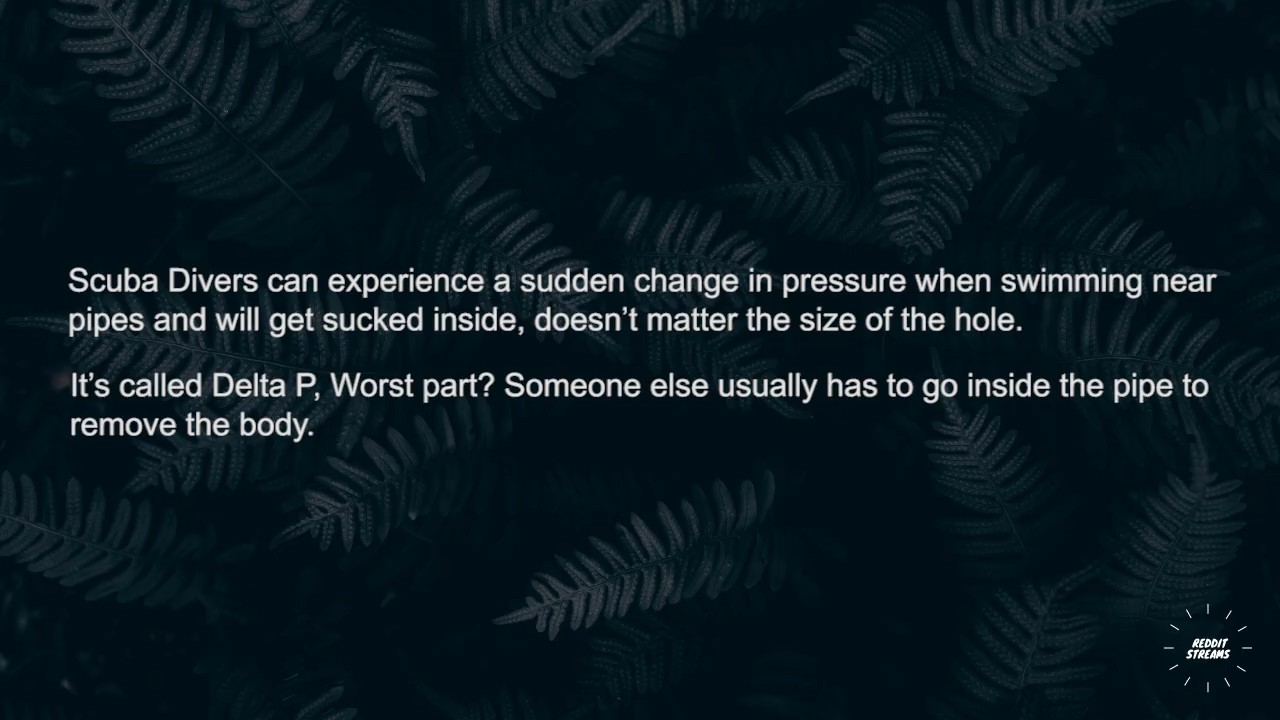 Scuba Divers can experience a sudden change in pressure when swimming near
pipes and will get sucked inside, doesn’t matter the size of the hole.
It’s called Delta P, Worst part? Someone else usually has to go inside the pipe to
remove the body.
REDDIT
STREAMS